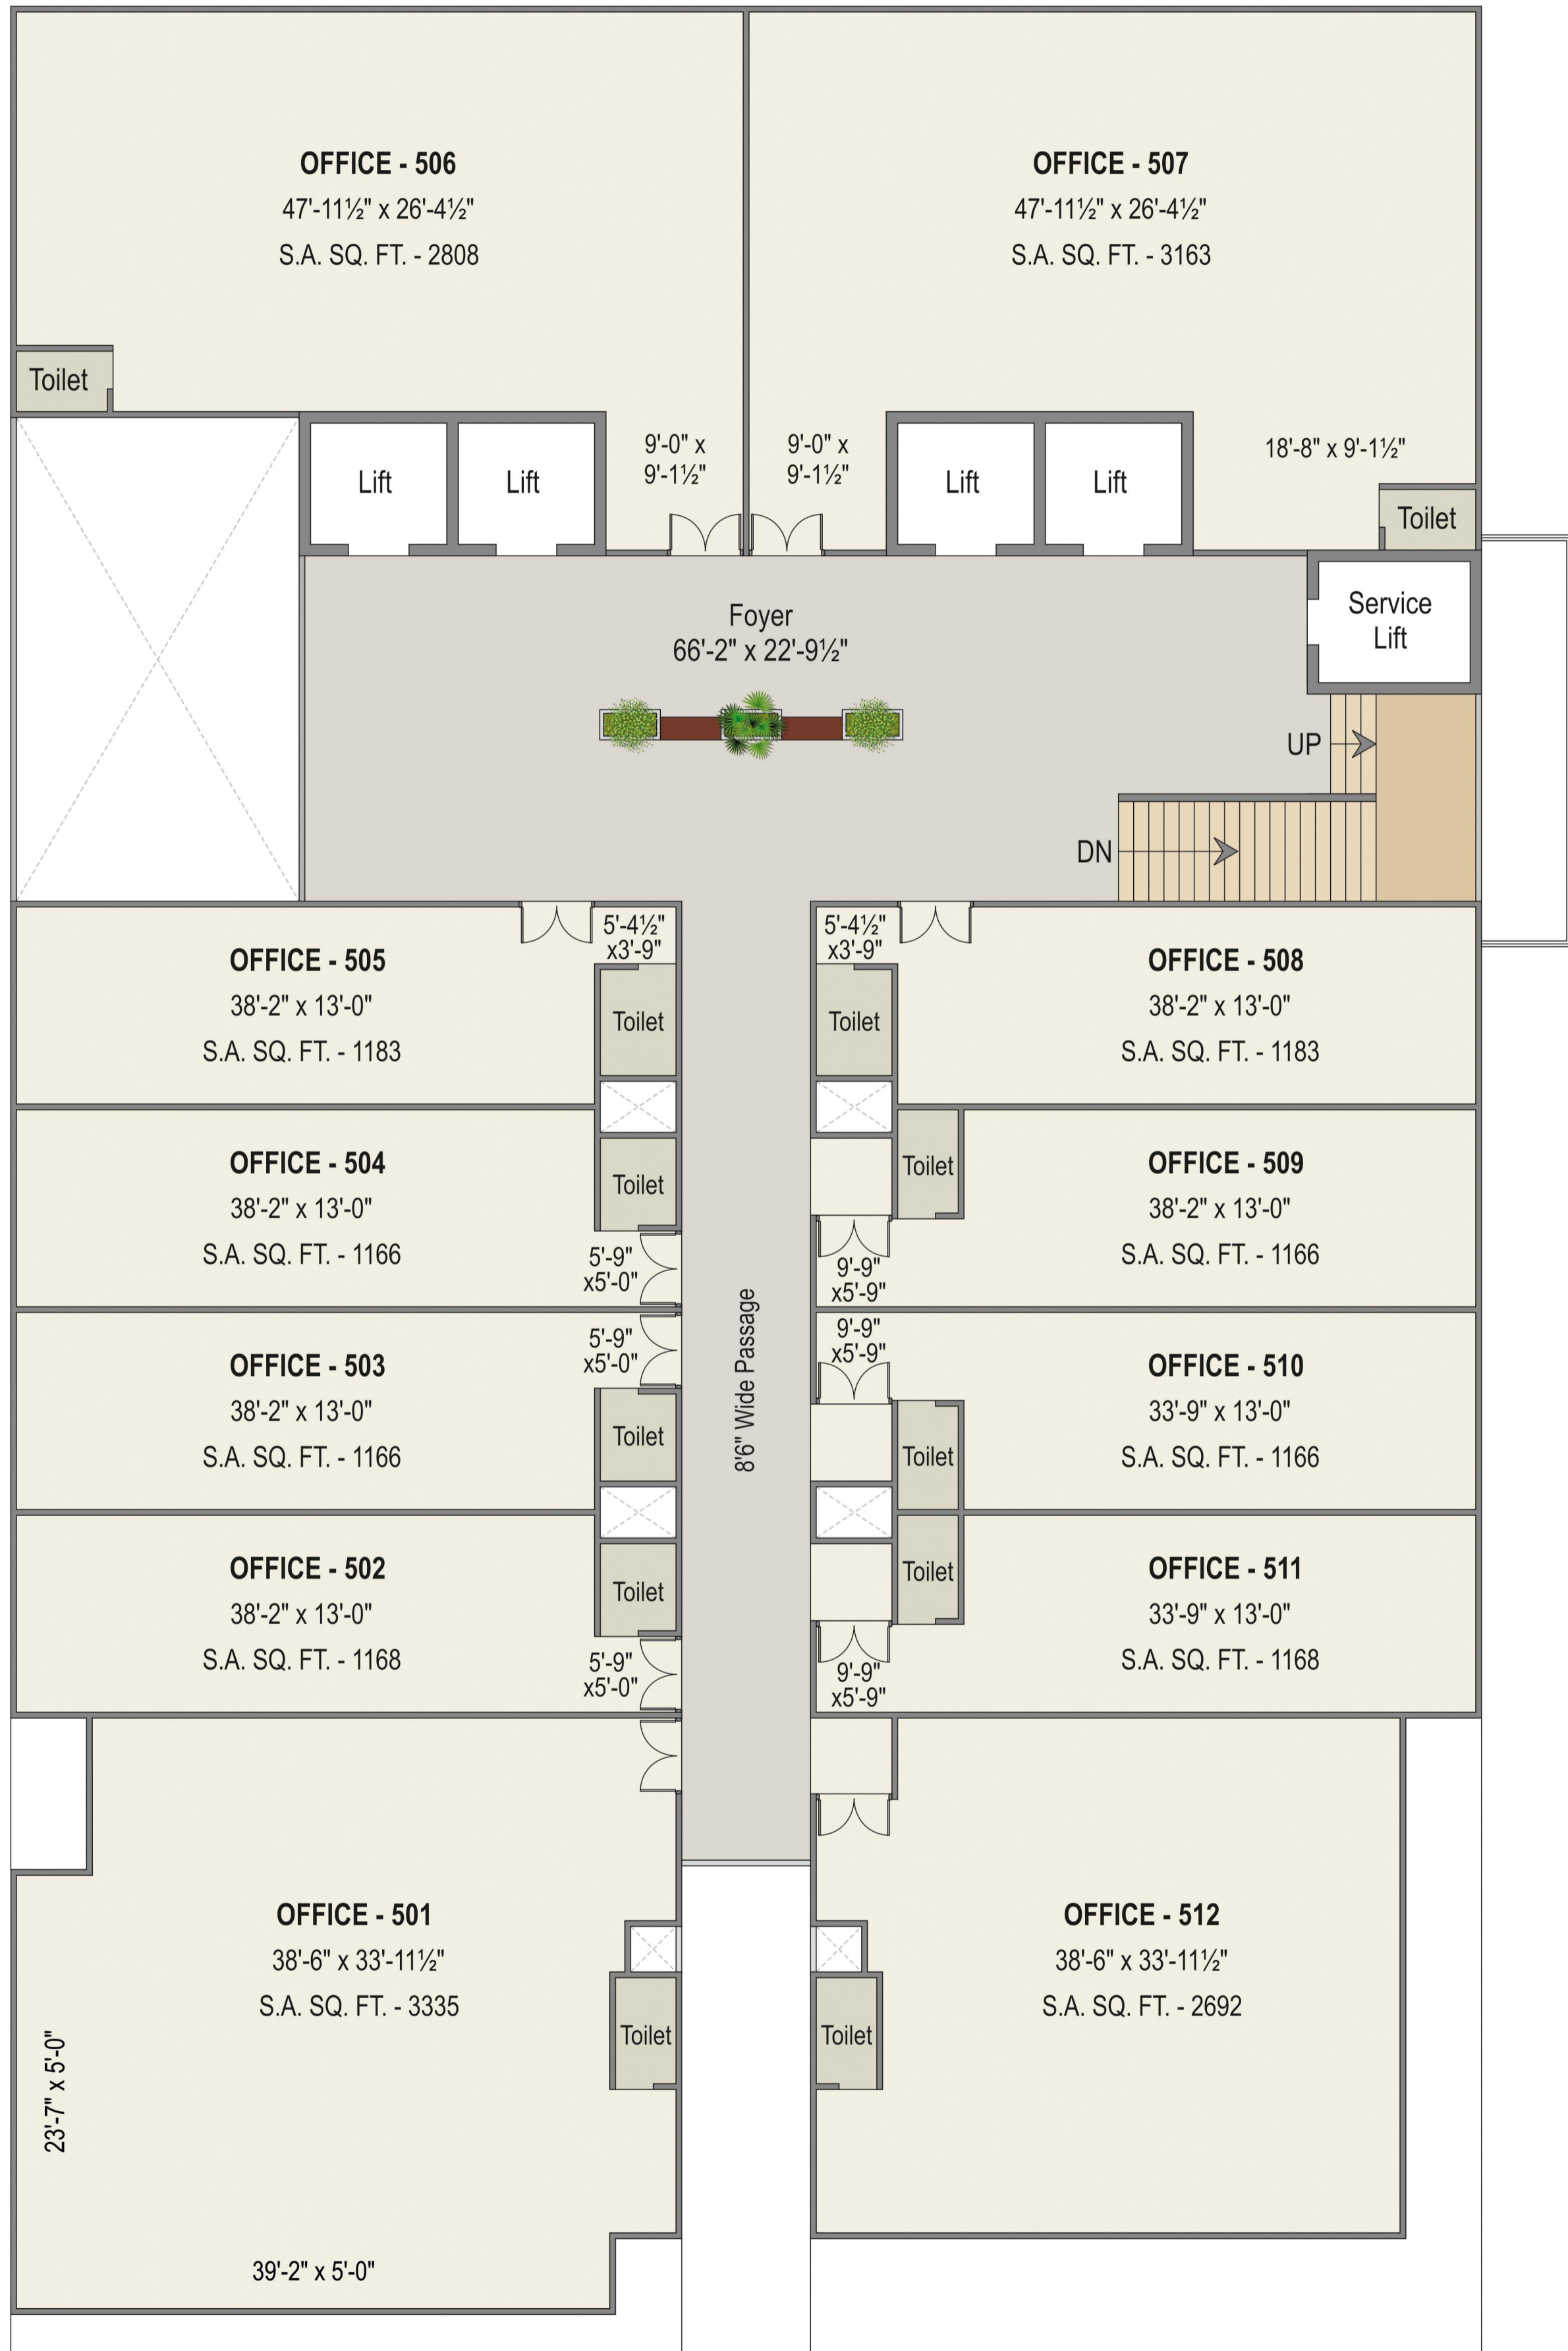 OFFICE - 506
47'-11½" x 26'-4½"
S.A. SQ. FT. - 2808
OFFICE - 507
47'-11½" x 26'-4½"
S.A. SQ. FT. - 3163
Toilet
Lift
Lift
9'-0" x
9'-1½"
9'-0" x
9'-1½"
Lift
Lift
18'-8" x 9'-1½"
Toilet
Foyer
66'-2" x 22'-9½"
Service
Lift
UP
DN
OFFICE - 505
38'-2" x 13'-0"
S.A. SQ. FT. - 1183
5'-4½"
x3'-9"
Toilet
5'-4½"
x3'-9"
Toilet
OFFICE - 508
38'-2" x 13'-0"
S.A. SQ. FT. - 1183
OFFICE - 504
38'-2" x 13'-0"
S.A. SQ. FT. - 1166
Toilet
5'-9"
x5'-0"
Toilet
9'-9"
x5'-9"
OFFICE - 509
38'-2" x 13'-0"
S.A. SQ. FT. - 1166
8'6" Wide Passage
OFFICE - 503
38'-2" x 13'-0"
S.A. SQ. FT. - 1166
5'-9"
x5'-0"
Toilet
9'-9"
x5'-9"
Toilet
OFFICE - 510
33'-9" x 13'-0"
S.A. SQ. FT. - 1166
OFFICE - 502
38'-2" x 13'-0"
S.A. SQ. FT. - 1168
Toilet
5'-9"
x5'-0"
Toilet
9'-9"
x5'-9"
OFFICE - 511
33'-9" x 13'-0"
S.A. SQ. FT. - 1168
OFFICE - 501
38'-6" x 33'-11½"
S.A. SQ. FT. - 3335
Toilet
23'-7" x 5'-0"
39'-2" x 5'-0"
Toilet
OFFICE - 512
38'-6" x 33'-11½"
S.A. SQ. FT. - 2692